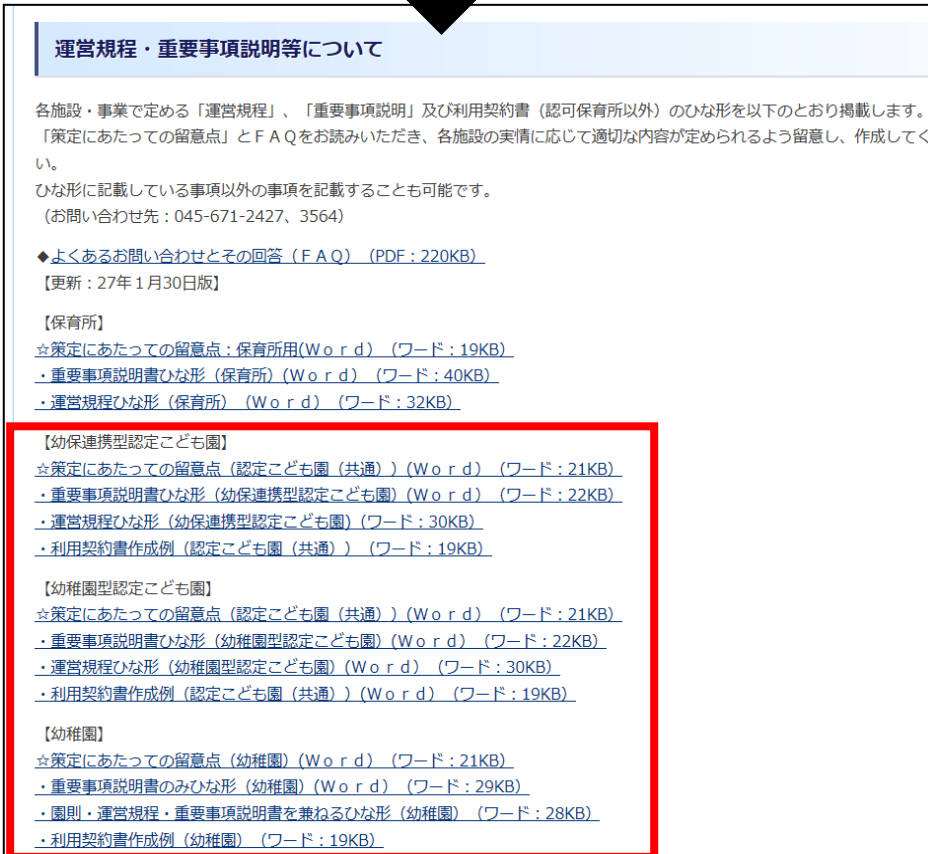 運営規程・重要事項説明等について
各施設・事業で定める「運営規程」、「重要事項説明」及び利用契約書（認可保育所以外）のひな形を以下のとおり掲載します。
「策定にあたっての留意点」とＦＡＱをお読みいただき、各施設の実情に応じて適切な内容が定められるよう留意し、作成してく
い。
ひな形に記載している事項以外の事項を記載することも可能です。
（お問い合わせ先：045-671-2427、3564）
◆よくあるお問い合わせとその回答（ＦＡＱ）（PDF：220KB）
【更新：27年１月30日版】
【保育所】
☆策定にあたっての留意点：保育所用(Ｗｏｒｄ）（ワード：19KB）
・重要事項説明書ひな形（保育所）(Ｗｏｒｄ）（ワード：40KB）
・運営規程ひな形（保育所）（Ｗｏｒｄ）（ワード：32KB）
【幼保連携型認定こども園】
☆策定にあたっての留意点（認定こども園（共通））(Ｗｏｒｄ）（ワード：21KB）
・重要事項説明書ひな形（幼保連携型認定こども園）(Ｗｏｒｄ）（ワード：22KB）
・運営規程ひな形（幼保連携型認定こども園)（ワード：30KB）
・利用契約書作成例（認定こども園（共通））（ワード：19KB）
【幼稚園型認定こども園】
☆策定にあたっての留意点（認定こども園（共通））(Ｗｏｒｄ）（ワード：21KB）
・重要事項説明書ひな形（幼稚園型認定こども園）(Ｗｏｒｄ）（ワード：22KB）
・運営規程ひな形（幼稚園型認定こども園）(Ｗｏｒｄ）（ワード：30KB）
・利用契約書作成例（認定こども園（共通））(Ｗｏｒｄ）（ワード：19KB）
【幼稚園】
☆策定にあたっての留意点（幼稚園）(Ｗｏｒｄ）（ワード：21KB）
・重要事項説明書のみひな形（幼稚園）(Ｗｏｒｄ）（ワード：29KB）
・園則・運営規程・重要事項説明書を兼ねるひな形（幼稚園）（ワード：28KB）
・利用契約書作成例（幼稚園）（ワード：19KB）